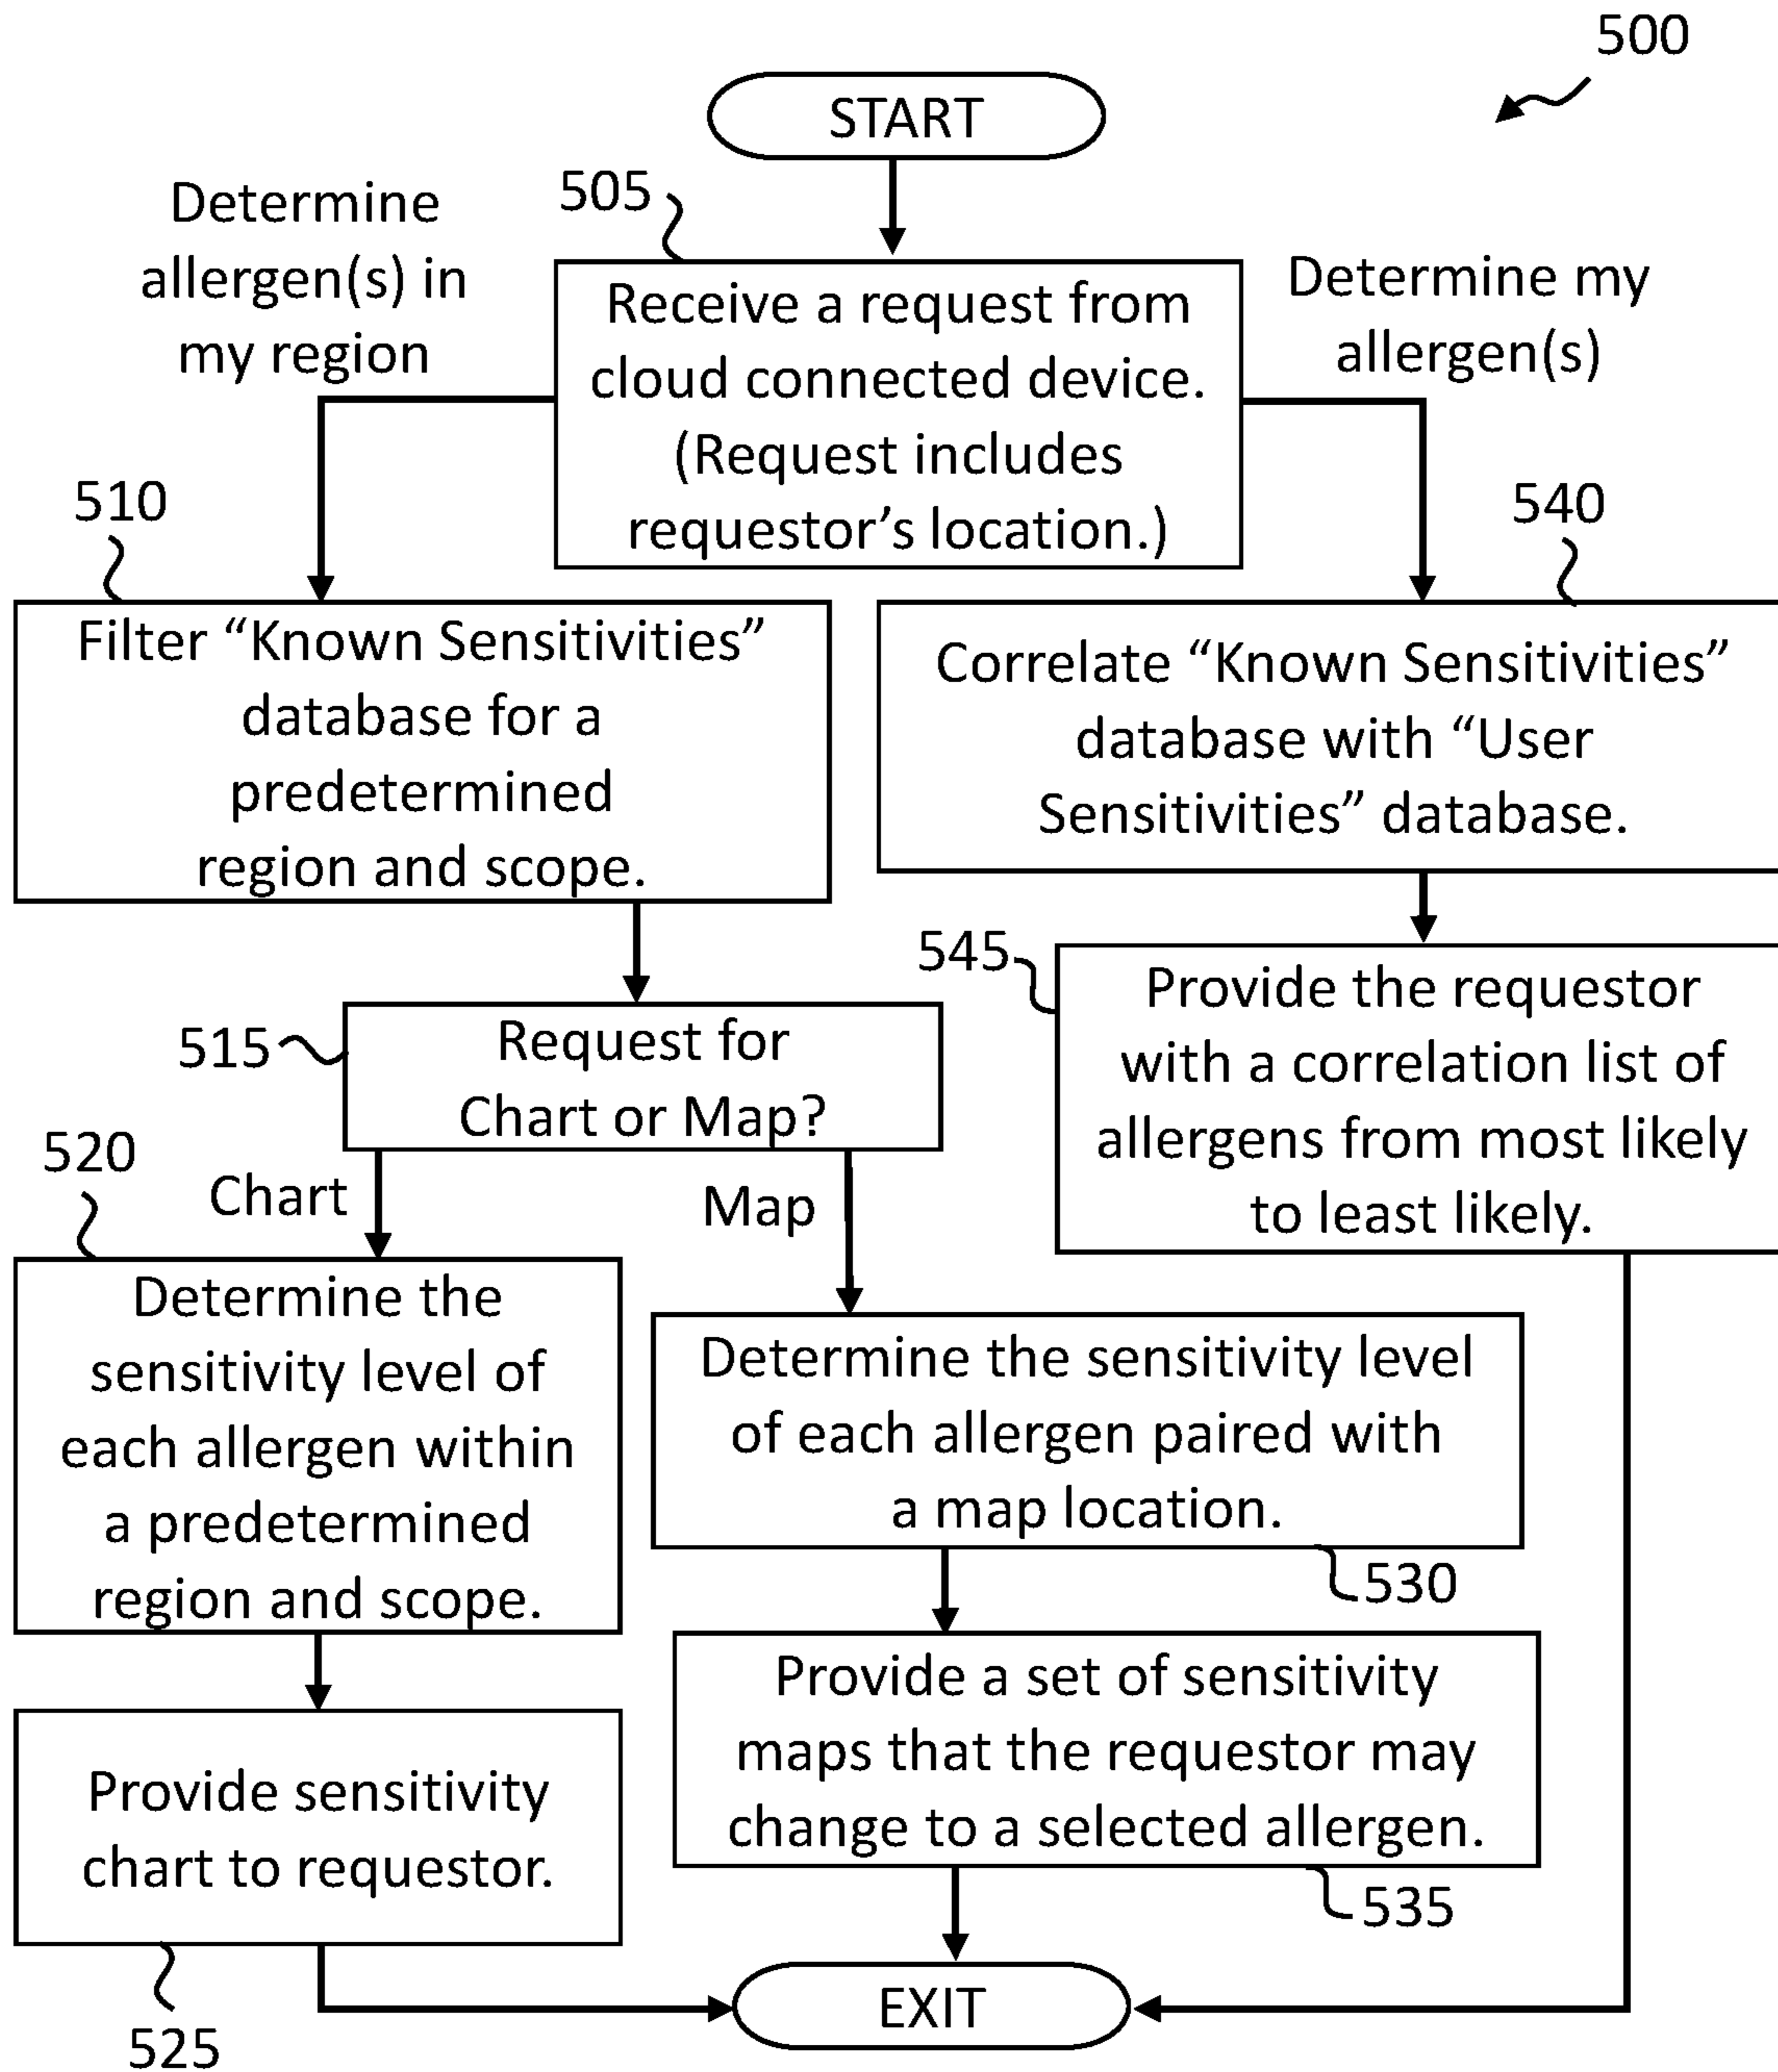 500
START
Determine
allergen(s) in
my region
505
Receive a request from
cloud connected device.
(Request includes
requestor’s location.)
Determine my
allergen(s)
510
Filter “Known Sensitivities”
database for a
predetermined
region and scope.
540
Correlate “Known Sensitivities”
database with “User
Sensitivities” database.
515
Request for
Chart or Map?
545
Provide the requestor
with a correlation list of
allergens from most likely
to least likely.
520
Chart
Map
Determine the
sensitivity level of
each allergen within
a predetermined
region and scope.
Determine the sensitivity level
of each allergen paired with
a map location.
530
Provide sensitivity
chart to requestor.
525
Provide a set of sensitivity
maps that the requestor may
change to a selected allergen.
535
EXIT